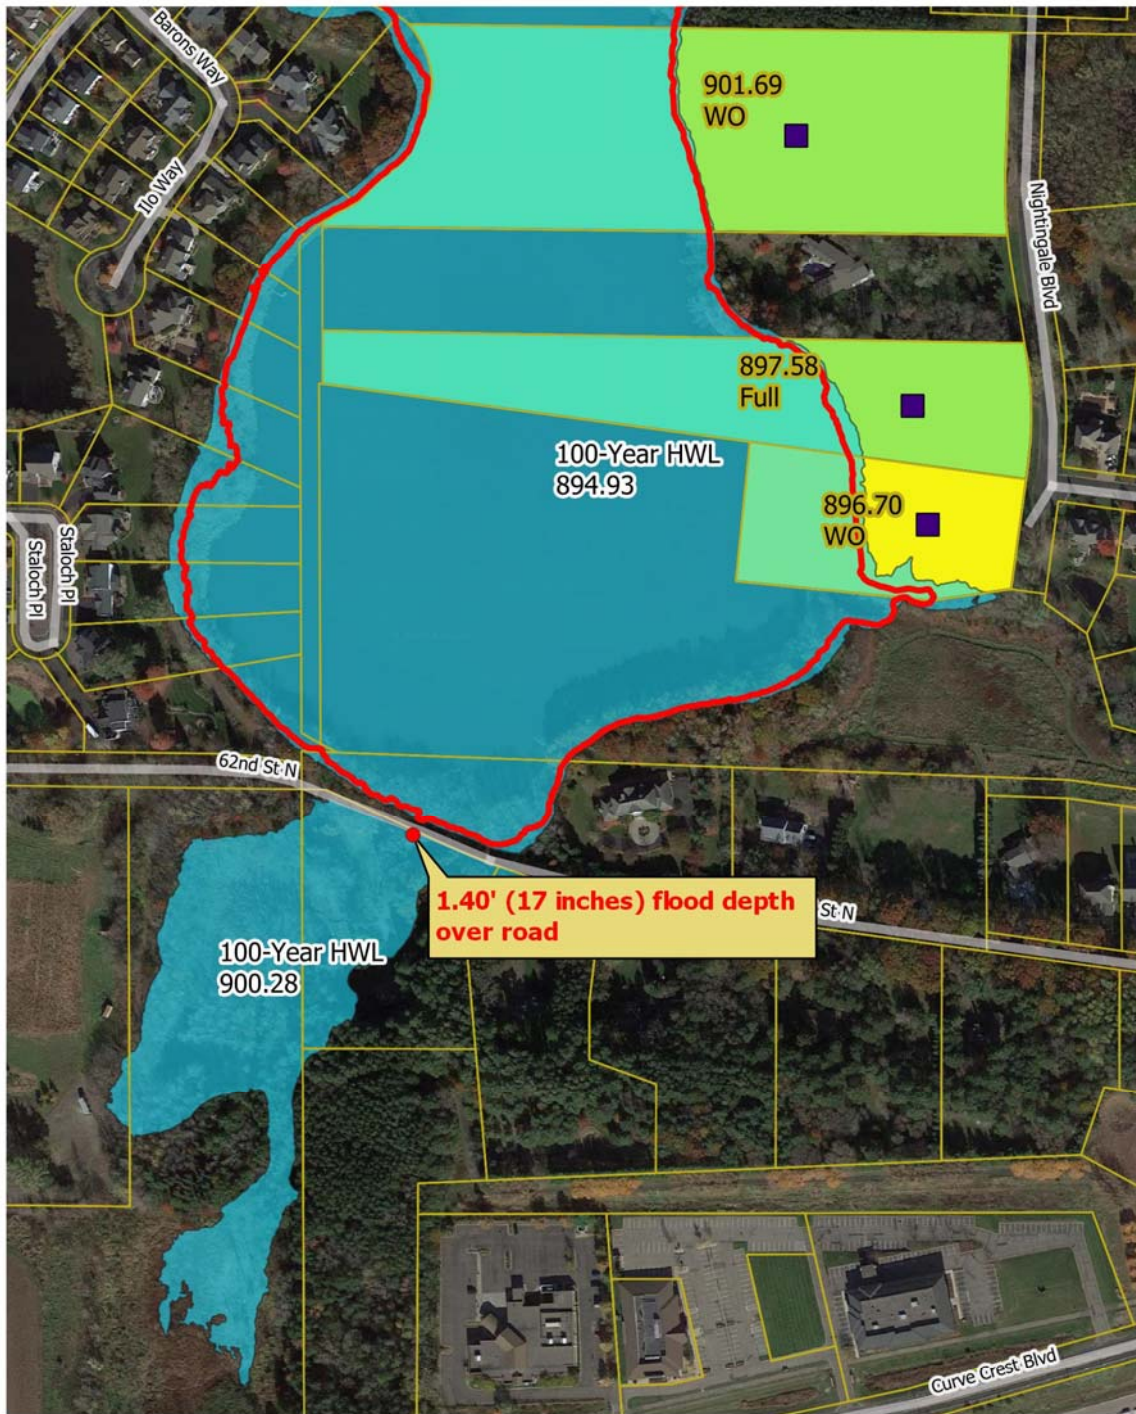 Barons Way
901.69
WO
Ilo Way
Nightingale Blvd
897.58
Full
100-Year HWL
894.93
896.70
WO
Staloch Pl
Staloch Pl
62nd St N
1.40' (17 inches) flood depth
over road
St N
100-Year HWL
900.28
Curve Crest Blvd